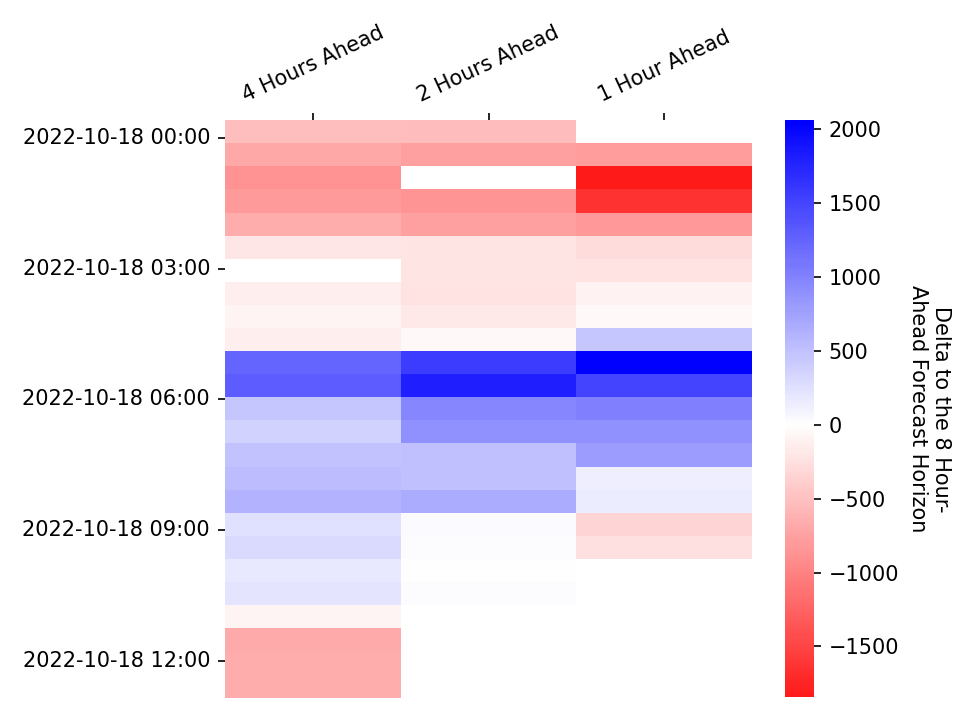 4 Hours Ahead
2 Hours Ahead
1 Hour Ahead
2022-10-18 00:00
2022-10-18 03:00
2022-10-18 06:00
2022-10-18 09:00
2022-10-18 12:00
2000
1500
1000
500
0
−500
−1000
−1500
Delta to the 8 Hour-
Ahead Forecast Horizon